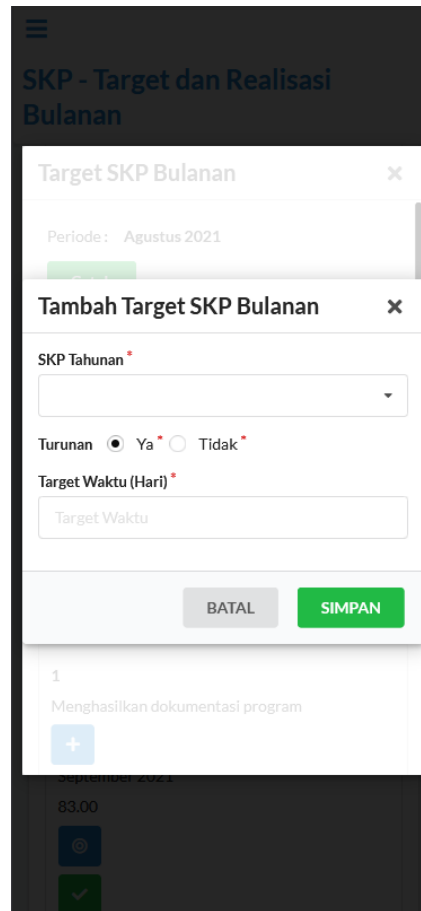 SKP - Target dan Realisasi
Bulanan
Target SKP Bulanan
Periode : Agustus 2021
Tambah Target SKP Bulanan
SKP Tahunan *
Turunan Ya * Tidak *
Target Waktu (Hari) *
Target Waktu
BATAL SIMPAN
1
Menghasilkan dokumentasi program
September 2021
83.00